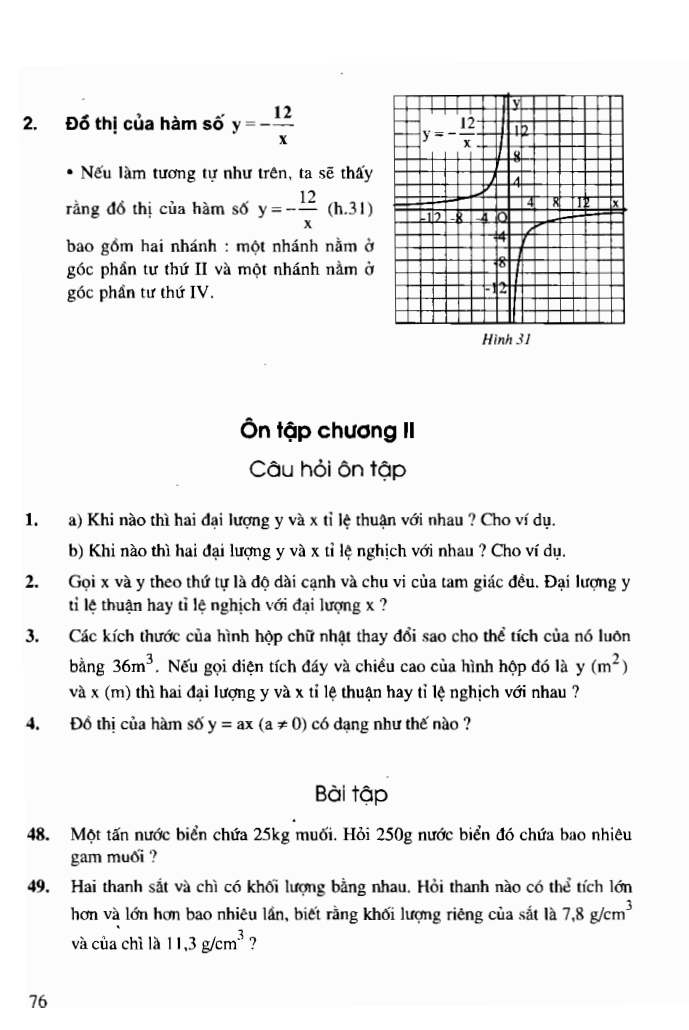 2. Đồ thị của hàm số y = −12/x
• Nếu làm tương tự như trên, ta sẽ thấy
rằng đồ thị của hàm số y = −12/x (h.31)
bao gồm hai nhánh : một nhánh nằm ở
góc phần tư thứ II và một nhánh nằm ở
góc phần tư thứ IV.
y
y = −12/x
12
8
4
-12 -8 -4 O 4 8 12 x
-4
-8
-12
Hình 31
Ôn tập chương II
Câu hỏi ôn tập
1. a) Khi nào thì hai đại lượng y và x tỉ lệ thuận với nhau ? Cho ví dụ.
b) Khi nào thì hai đại lượng y và x tỉ lệ nghịch với nhau ? Cho ví dụ.
2. Gọi x và y theo thứ tự là độ dài cạnh và chu vi của tam giác đều. Đại lượng y
tỉ lệ thuận hay tỉ lệ nghịch với đại lượng x ?
3. Các kích thước của hình hộp chữ nhật thay đổi sao cho thể tích của nó luôn
bằng 36m³. Nếu gọi diện tích đáy và chiều cao của hình hộp đó là y (m²)
và x (m) thì hai đại lượng y và x tỉ lệ thuận hay tỉ lệ nghịch với nhau ?
4. Đồ thị của hàm số y = ax (a ≠ 0) có dạng như thế nào ?
Bài tập
48. Một tấn nước biển chứa 25kg muối. Hỏi 250g nước biển đó chứa bao nhiêu
gam muối ?
49. Hai thanh sắt và chì có khối lượng bằng nhau. Hỏi thanh nào có thể tích lớn
hơn và lớn hơn bao nhiêu lần, biết rằng khối lượng riêng của sắt là 7,8 g/cm³
và của chì là 11,3 g/cm³ ?
76